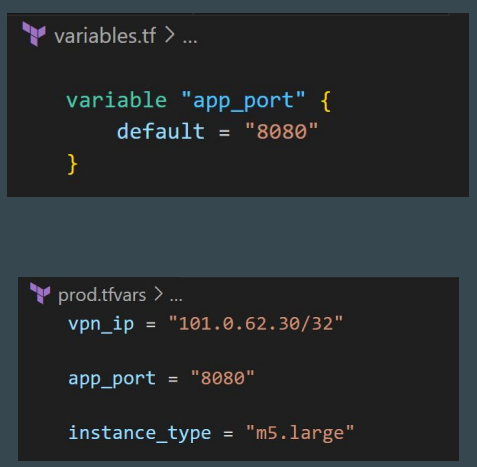 variables.tf > ...
variable "app_port" {
default = "8080"
}
prod.tfvars > ...
vpn_ip = "101.0.62.30/32"
app_port = "8080"
instance_type = "m5.large"